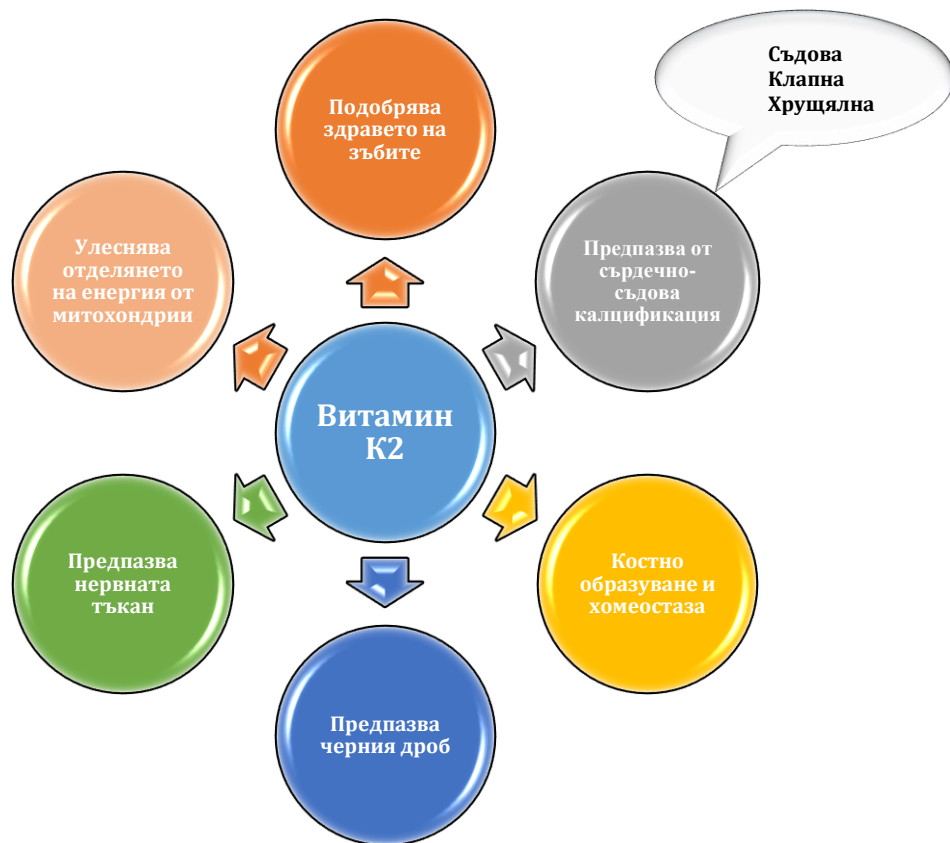 Съдова
Клапна
Хрущялна
Подобрява
здравето на
зъбите
Улеснява
отделянето
на енергия от
митохондрии
Предпазва от
сърдечно-
съдова
калцификация
Витамин
К2
Предпазва
нервната
тъкан
Костно
образуване и
хомеостаза
Предпазва
черния дроб